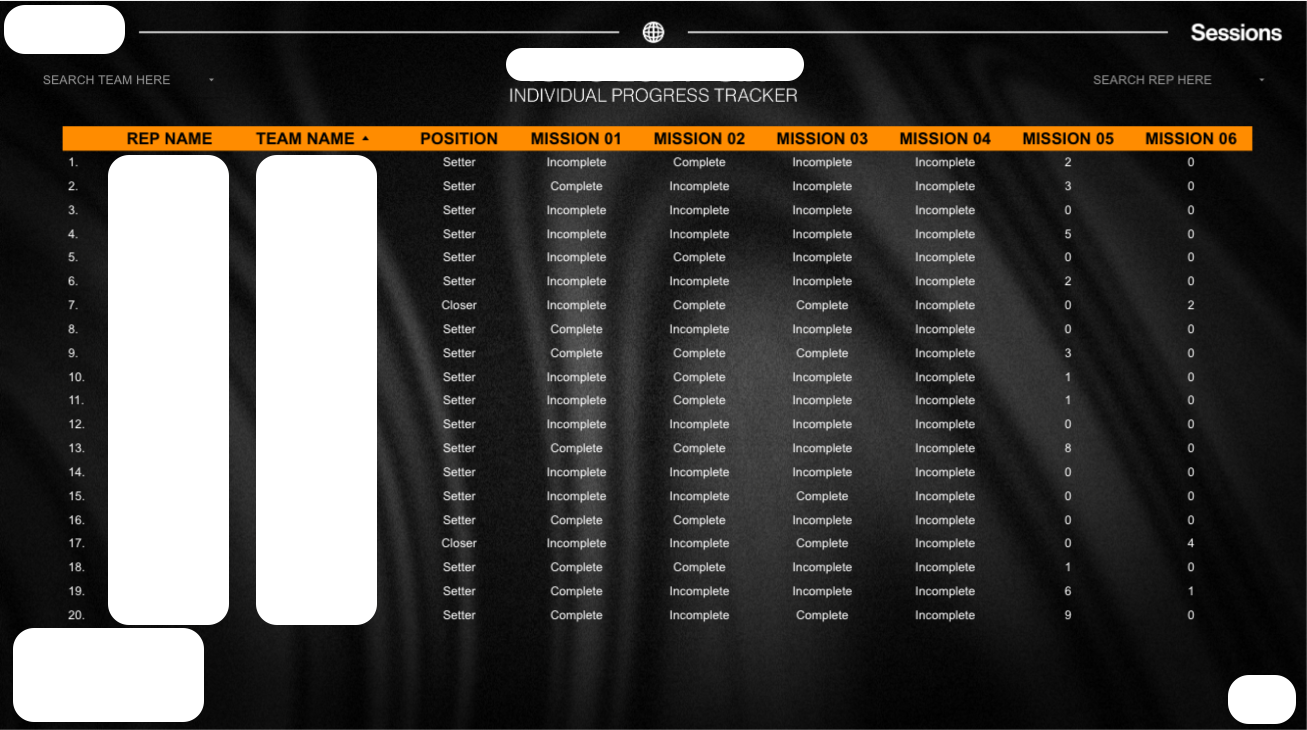 Sessions
SEARCH TEAM HERE
SEARCH REP HERE
INDIVIDUAL PROGRESS TRACKER
REP NAME TEAM NAME POSITION MISSION 01 MISSION 02 MISSION 03 MISSION 04 MISSION 05 MISSION 06
1. Setter Incomplete Complete Incomplete Incomplete 2 0
2. Setter Complete Incomplete Incomplete Incomplete 3 0
3. Setter Incomplete Incomplete Incomplete Incomplete 0 0
4. Setter Incomplete Incomplete Incomplete Incomplete 5 0
5. Setter Incomplete Complete Incomplete Incomplete 0 0
6. Setter Incomplete Incomplete Incomplete Incomplete 2 0
7. Closer Incomplete Complete Complete Incomplete 0 2
8. Setter Complete Incomplete Incomplete Incomplete 0 0
9. Setter Complete Complete Complete Incomplete 3 0
10. Setter Incomplete Complete Incomplete Incomplete 1 0
11. Setter Incomplete Complete Incomplete Incomplete 1 0
12. Setter Incomplete Incomplete Incomplete Incomplete 0 0
13. Setter Complete Complete Incomplete Incomplete 8 0
14. Setter Incomplete Incomplete Incomplete Incomplete 0 0
15. Setter Incomplete Incomplete Complete Incomplete 0 0
16. Setter Complete Complete Incomplete Incomplete 0 0
17. Closer Incomplete Incomplete Complete Incomplete 0 4
18. Setter Complete Complete Incomplete Incomplete 1 0
19. Setter Complete Incomplete Incomplete Incomplete 6 1
20. Setter Complete Incomplete Complete Incomplete 9 0